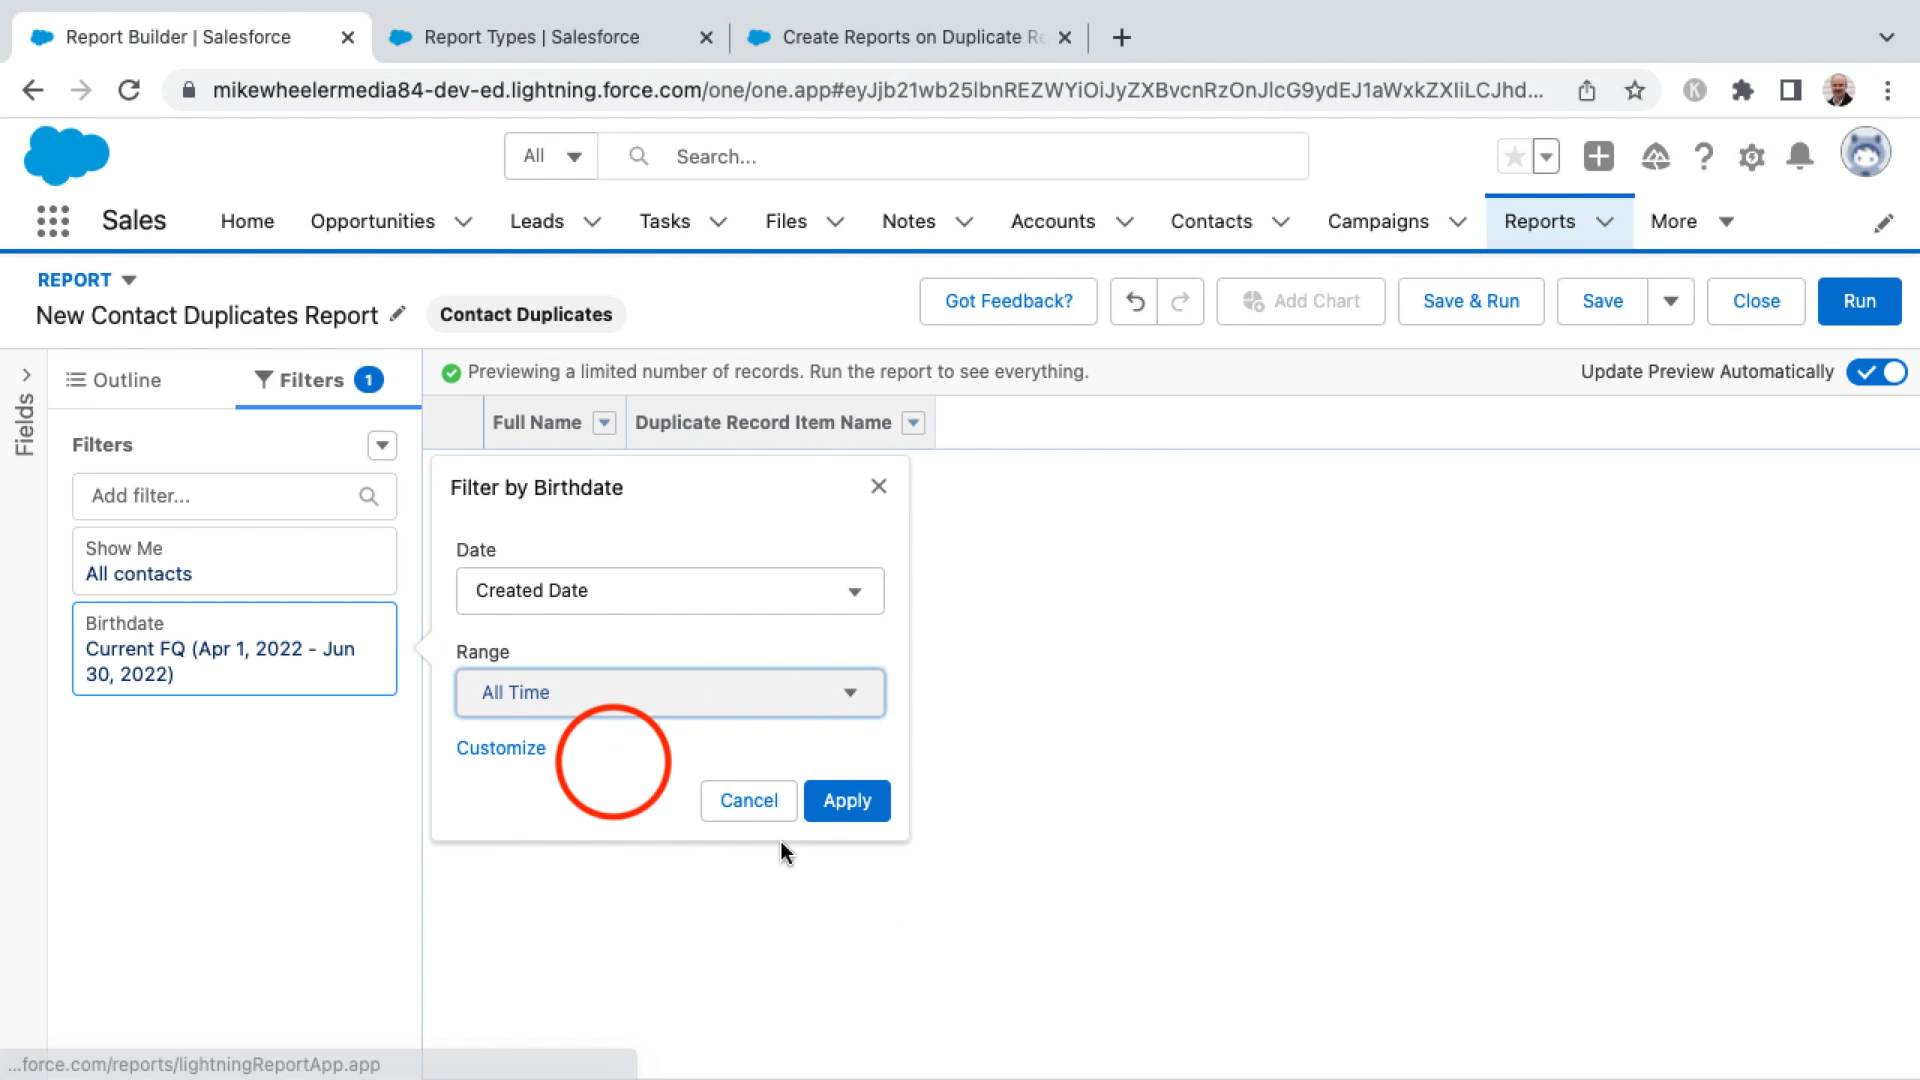 Report Builder | Salesforce
Report Types | Salesforce
Create Reports on Duplicate Re
mikewheelermedia84-dev-ed.lightning.force.com/one/one.app#eyJjb21wb25lbnREZWYiOiJyZXBvcnRzOnJlcG9ydEJ1aWxkZXIiLCJhd...
K
All
Search...
Sales
Home
Opportunities
Leads
Tasks
Files
Notes
Accounts
Contacts
Campaigns
Reports
More
REPORT
New Contact Duplicates Report
Contact Duplicates
Got Feedback?
Add Chart
Save & Run
Save
Close
Run
Fields
Outline
Filters 1
Previewing a limited number of records. Run the report to see everything.
Update Preview Automatically
Full Name
Duplicate Record Item Name
Filters
Add filter...
Show Me
All contacts
Birthdate
Current FQ (Apr 1, 2022 - Jun
30, 2022)
Filter by Birthdate
Date
Created Date
Range
All Time
Customize
Cancel
Apply
...force.com/reports/lightningReportApp.app